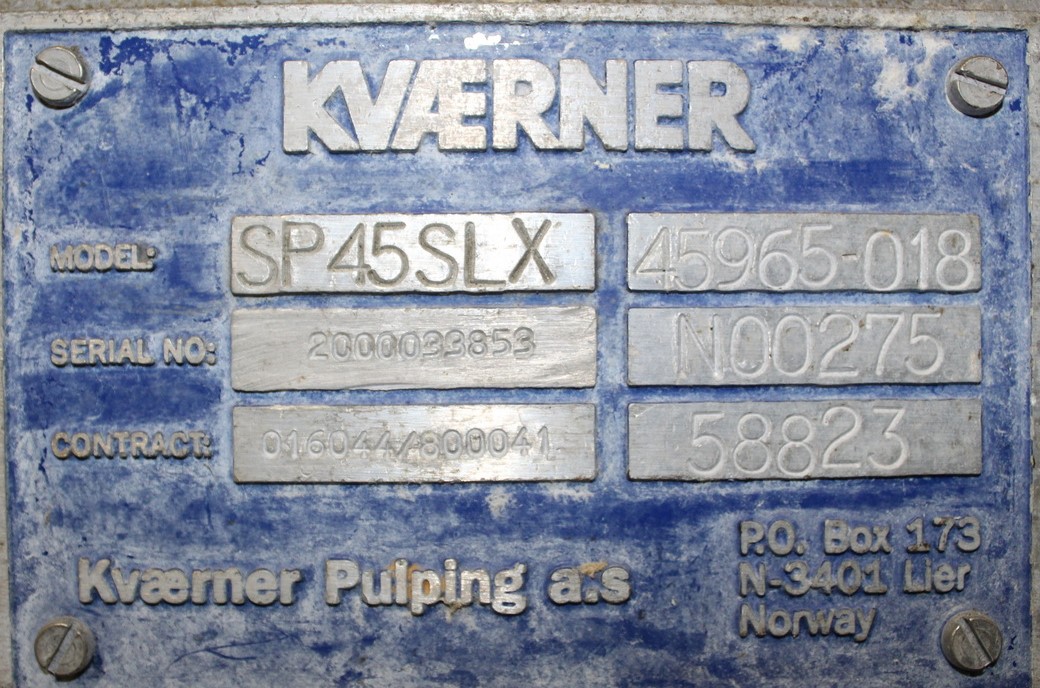 KVÆRNER
MODEL: SP45SLX 45965-018
SERIAL NO: 2000033853 N00275
CONTRACT: 016044/800041 58823
Kværner Pulping a.s
P.O. Box 173
N-3401 Lier
Norway